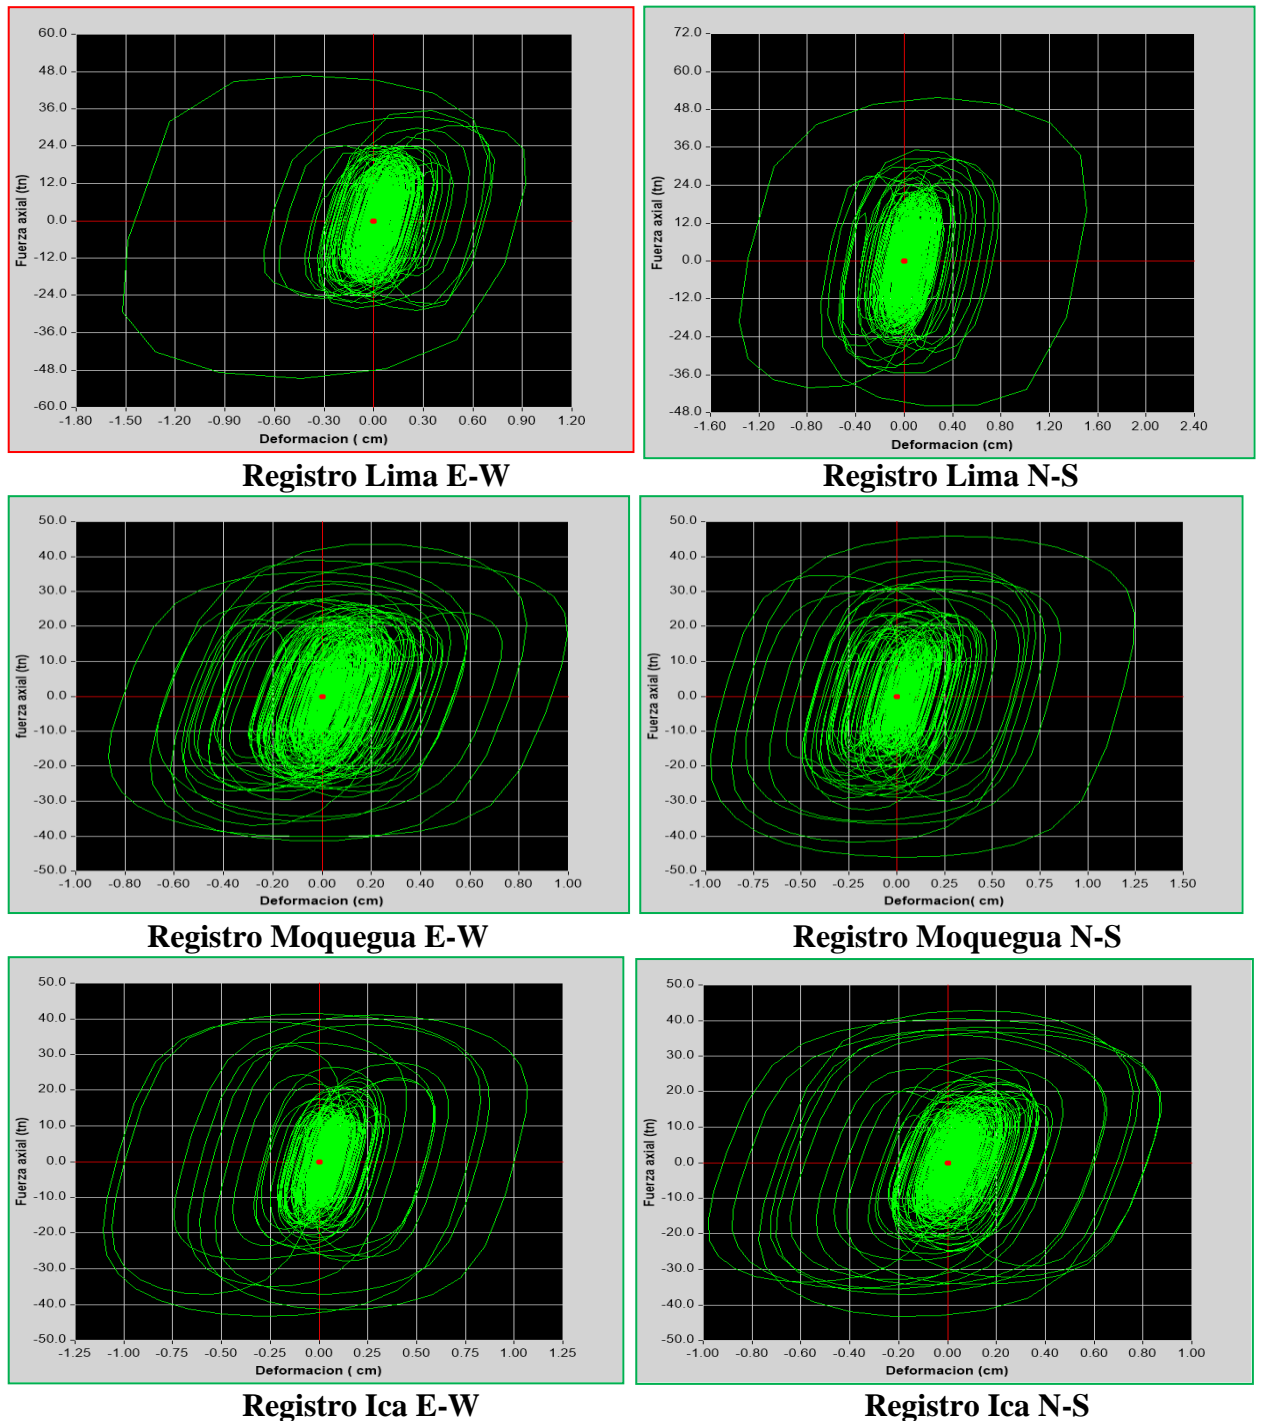 60.0
48.0
36.0
24.0
12.0
0.0
-12.0
-24.0
-36.0
-48.0
-60.0
Fuerza axial (tn)
-1.80 -1.50 -1.20 -0.90 -0.60 -0.30 0.00 0.30 0.60 0.90 1.20
Deformacion ( cm)
72.0
60.0
48.0
36.0
24.0
12.0
0.0
-12.0
-24.0
-36.0
-48.0
Fuerza axial (tn)
-1.60 -1.20 -0.80 -0.40 0.00 0.40 0.80 1.20 1.60 2.00 2.40
Deformacion (cm)
Registro Lima E-W
Registro Lima N-S
50.0
40.0
30.0
20.0
10.0
0.0
-10.0
-20.0
-30.0
-40.0
-50.0
fuerza axial (tn)
-1.00 -0.80 -0.60 -0.40 -0.20 0.00 0.20 0.40 0.60 0.80 1.00
Deformacion (cm)
50.0
40.0
30.0
20.0
10.0
0.0
-10.0
-20.0
-30.0
-40.0
-50.0
Fuerza axial (tn)
-1.00 -0.75 -0.50 -0.25 0.00 0.25 0.50 0.75 1.00 1.25 1.50
Deformacion( cm)
Registro Moquegua E-W
Registro Moquegua N-S
50.0
40.0
30.0
20.0
10.0
0.0
-10.0
-20.0
-30.0
-40.0
-50.0
Fuerza axial (tn)
-1.25 -1.00 -0.75 -0.50 -0.25 0.00 0.25 0.50 0.75 1.00 1.25
Deformacion ( cm)
50.0
40.0
30.0
20.0
10.0
0.0
-10.0
-20.0
-30.0
-40.0
-50.0
Fuerza axial (tn)
-1.00 -0.80 -0.60 -0.40 -0.20 0.00 0.20 0.40 0.60 0.80 1.00
Deformacion (cm)
Registro Ica E-W
Registro Ica N-S